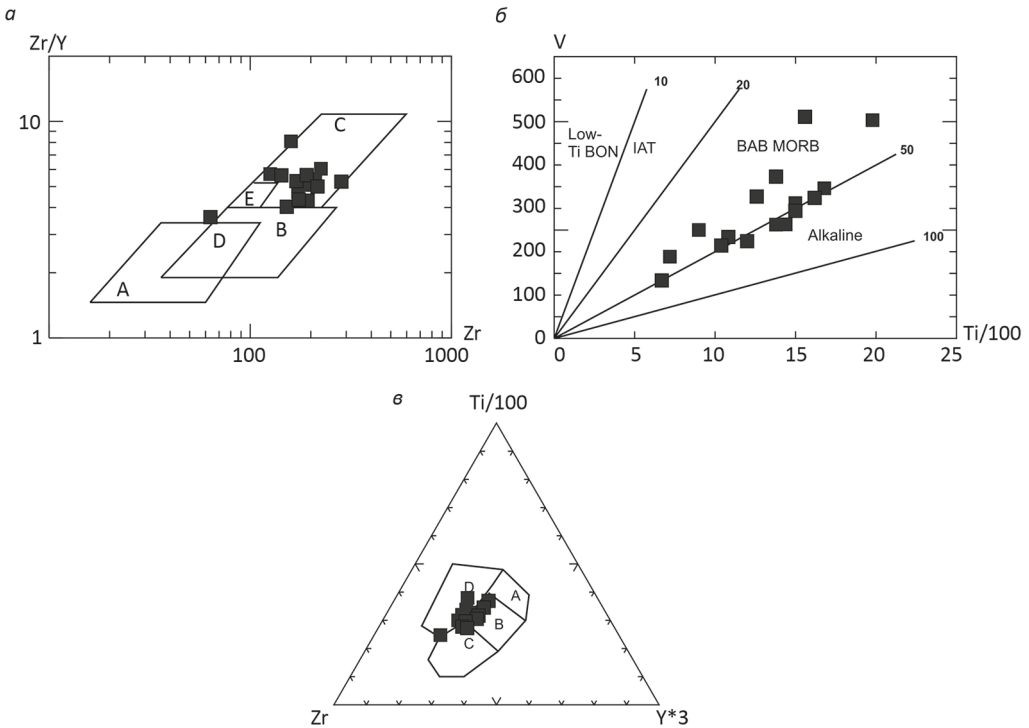 а
Zr/Y
10
1
100
1000
Zr
A
B
C
D
E
б
V
600
500
400
300
200
100
0
0
5
10
15
20
25
Ti/100
10
20
50
100
Low-
Ti BON
IAT
BAB MORB
Alkaline
в
Ti/100
D
A
B
C
Zr
Y*3